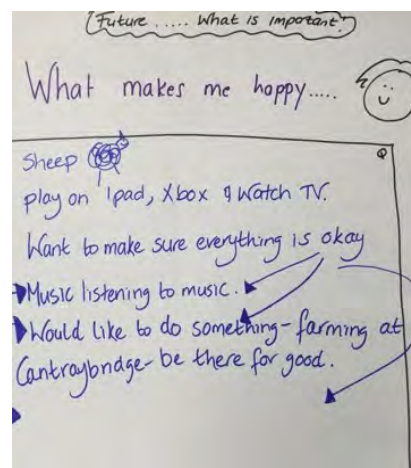 Future ..... What is important?
What makes me happy.....
Sheep
play on Ipad, Xbox & Watch TV.
Want to make sure everything is okay
Music listening to music.
Would like to do something - farming at
Cantraybridge - be there for good.